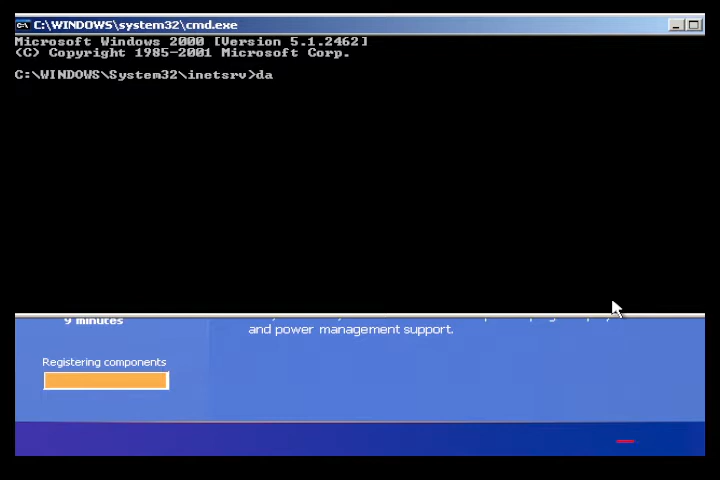 C:\WINDOWS\system32\cmd.exe
Microsoft Windows 2000 [Version 5.1.2462]
(C) Copyright 1985-2001 Microsoft Corp.
C:\WINDOWS\System32\inetsrv>da
9 minutes
and power management support.
Registering components